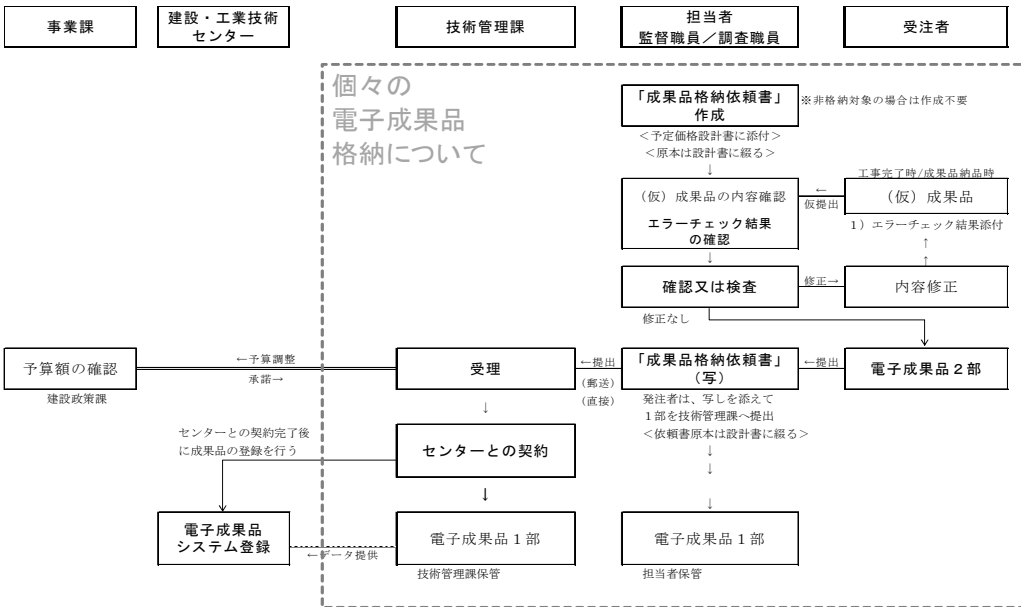 事業課
建設・工業技術
センター
技術管理課
担当者
監督職員／調査職員
受注者
個々の
電子成果品
格納について
「成果品格納依頼書」
作成
※非格納対象の場合は作成不要
＜予定価格設計書に添付＞
＜原本は設計書に綴る＞
↓
（仮）成果品の内容確認
エラーチェック結果
の確認
←
仮提出
工事完了時/成果品納品時
（仮）成果品
１）エラーチェック結果添付
↑
↑
↓
確認又は検査
修正→
内容修正
修正なし
予算額の確認
建設政策課
←予算調整
承諾→
受理
←提出
(郵送)
(直接)
「成果品格納依頼書」
（写）
←提出
電子成果品２部
発注者は、写しを添えて
１部を技術管理課へ提出
＜依頼書原本は設計書に綴る＞
↓
↓
↓
↓
センターとの契約完了後
に成果品の登録を行う
センターとの契約
↓
電子成果品
システム登録
←データ提供
電子成果品１部
技術管理課保管
電子成果品１部
担当者保管